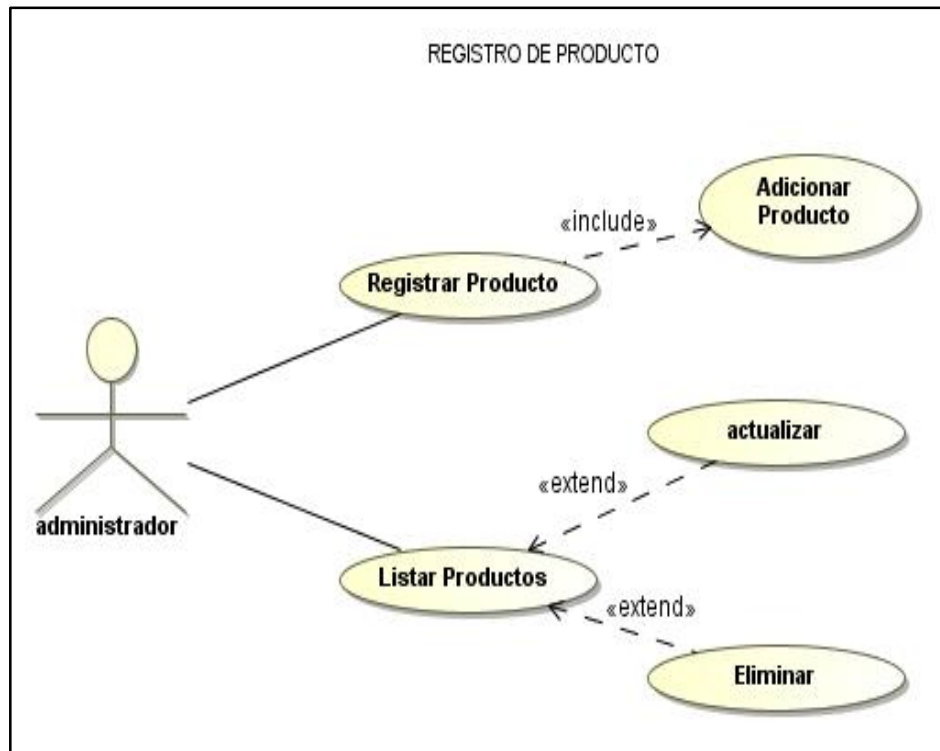 REGISTRO DE PRODUCTO
Adicionar
Producto
«include»
Registrar Producto
actualizar
«extend»
administrador
Listar Productos
«extend»
Eliminar